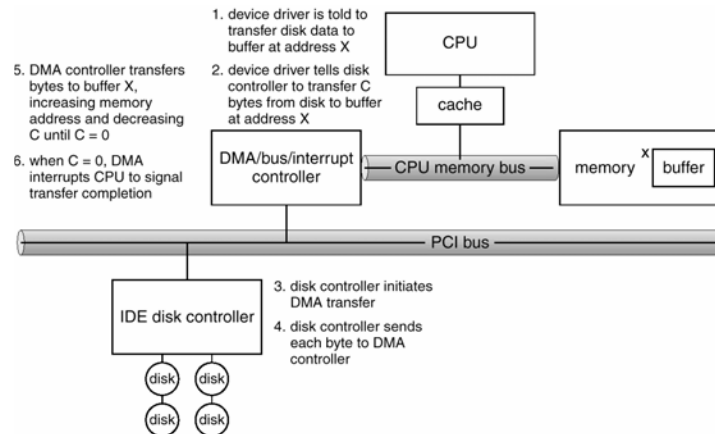 1. device driver is told to
transfer disk data to
buffer at address X
CPU
5. DMA controller transfers
bytes to buffer X,
increasing memory
address and decreasing
C until C = 0
2. device driver tells disk
controller to transfer C
bytes from disk to buffer
at address X
cache
6. when C = 0, DMA
interrupts CPU to signal
transfer completion
DMA/bus/interrupt
controller
CPU memory bus
memory
x
buffer
PCI bus
IDE disk controller
3. disk controller initiates
DMA transfer
4. disk controller sends
each byte to DMA
controller
disk
disk
disk
disk